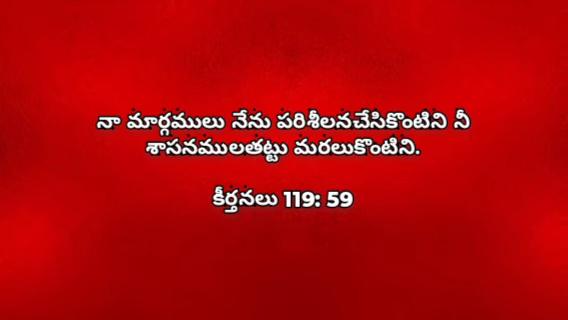 నా మార్గములు నేను పరిశీలనచేసికొంటిని నీ
శాసనములతట్టు మరలుకొంటిని.
కీర్తనలు 119: 59